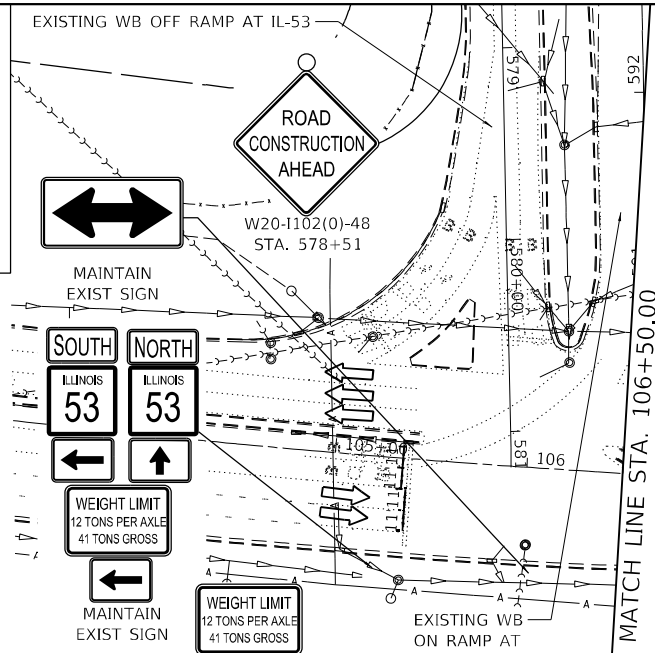 EXISTING WB OFF RAMP AT IL-53
ROAD
CONSTRUCTION
AHEAD
W20-I102(0)-48
STA. 578+51
MAINTAIN
EXIST SIGN
SOUTH
NORTH
ILLINOIS
53
ILLINOIS
53
WEIGHT LIMIT
12 TONS PER AXLE
41 TONS GROSS
MAINTAIN
EXIST SIGN
WEIGHT LIMIT
12 TONS PER AXLE
41 TONS GROSS
EXISTING WB
ON RAMP AT
579
592
580+00
581
106
105+00
MATCH LINE STA. 106+50.00
A
A
A
A
A